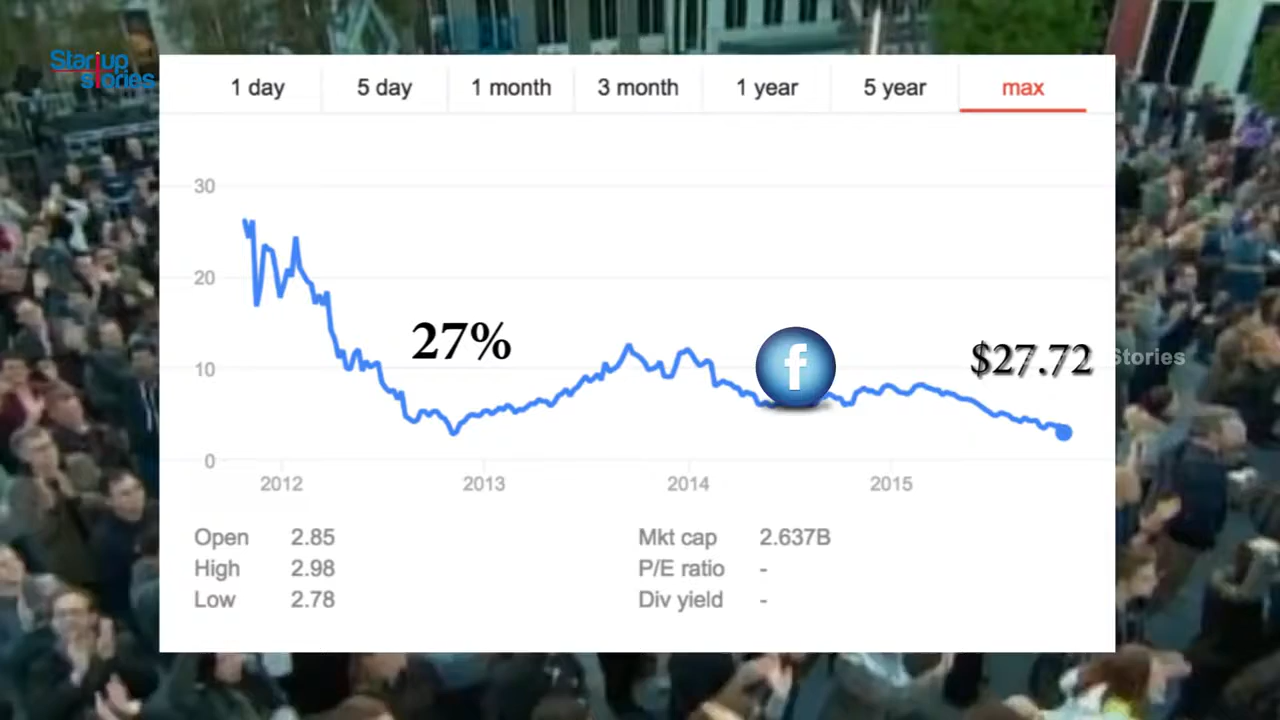 Startup
stories
1 day 5 day 1 month 3 month 1 year 5 year max
30
20
10
0
27%
f
$27.72
Stories
2012 2013 2014 2015
Open 2.85 Mkt cap 2.637B
High 2.98 P/E ratio -
Low 2.78 Div yield -